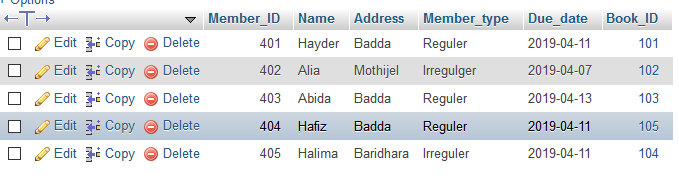 Options
Member_ID Name Address Member_type Due_date Book_ID
Edit Copy Delete 401 Hayder Badda Reguler 2019-04-11 101
Edit Copy Delete 402 Alia Mothijel Irregulger 2019-04-07 102
Edit Copy Delete 403 Abida Badda Reguler 2019-04-13 103
Edit Copy Delete 404 Hafiz Badda Reguler 2019-04-11 105
Edit Copy Delete 405 Halima Baridhara Irreguler 2019-04-11 104